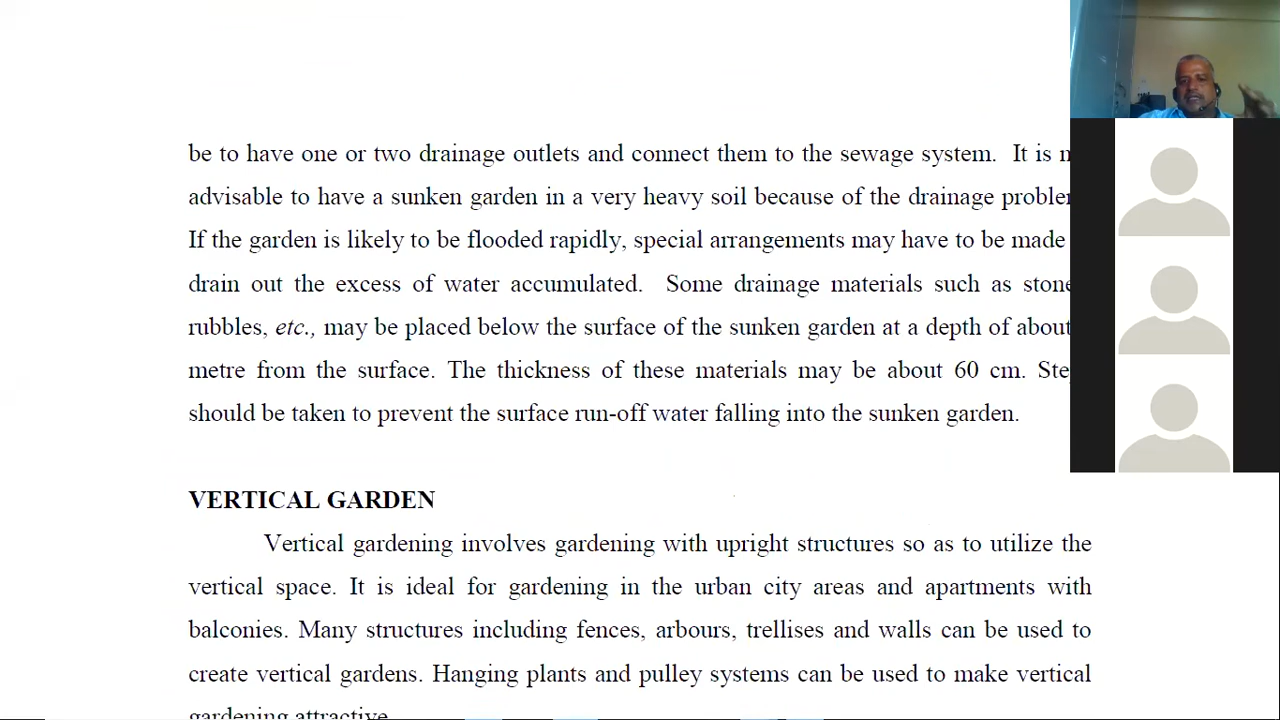 be to have one or two drainage outlets and connect them to the sewage system. It is
advisable to have a sunken garden in a very heavy soil because of the drainage
If the garden is likely to be flooded rapidly, special arrangements may have to be made
drain out the excess of water accumulated. Some drainage materials such as
rubbles, etc., may be placed below the surface of the sunken garden at a depth of about
metre from the surface. The thickness of these materials may be about 60 cm.
should be taken to prevent the surface run-off water falling into the sunken garden.
VERTICAL GARDEN
Vertical gardening involves gardening with upright structures so as to utilize the
vertical space. It is ideal for gardening in the urban city areas and apartments with
balconies. Many structures including fences, arbours, trellises and walls can be used to
create vertical gardens. Hanging plants and pulley systems can be used to make vertical
gardening attractive.